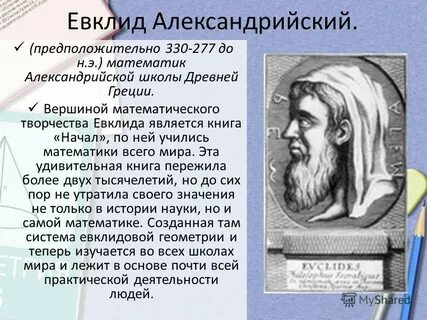 Евклид Александрийский.
✓ (предположительно 330-277 до
н.э.) математик
Александрийской школы Древней
Греции.
✓ Вершиной математического
творчества Евклида является книга
«Начал», по ней учились
математики всего мира. Эта
удивительная книга пережила
более двух тысячелетий, но до сих
пор не утратила своего значения
не только в истории науки, но и
самой математике. Созданная там
система евклидовой геометрии и
теперь изучается во всех школах
мира и лежит в основе почти всей
практической деятельности
людей.
EVCLIDES
MyShared